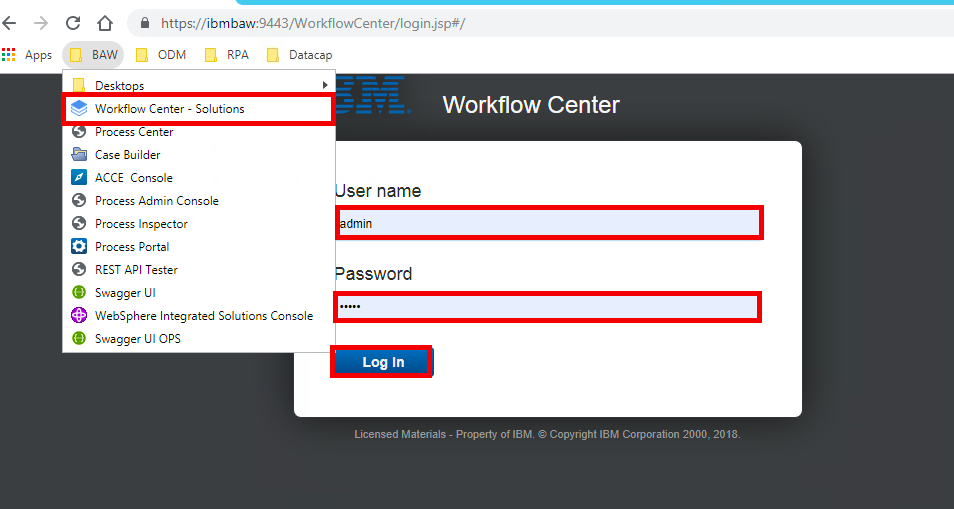 https://ibmbaw:9443/WorkflowCenter/login.jsp#/
Apps BAW ODM RPA Datacap
Desktops
Workflow Center - Solutions
Process Center
Case Builder
ACCE Console
Process Admin Console
Process Inspector
Process Portal
REST API Tester
Swagger UI
WebSphere Integrated Solutions Console
Swagger UI OPS
IBM. Workflow Center
User name
admin
Password
•••••
Log In
Licensed Materials - Property of IBM. © Copyright IBM Corporation 2000, 2018.